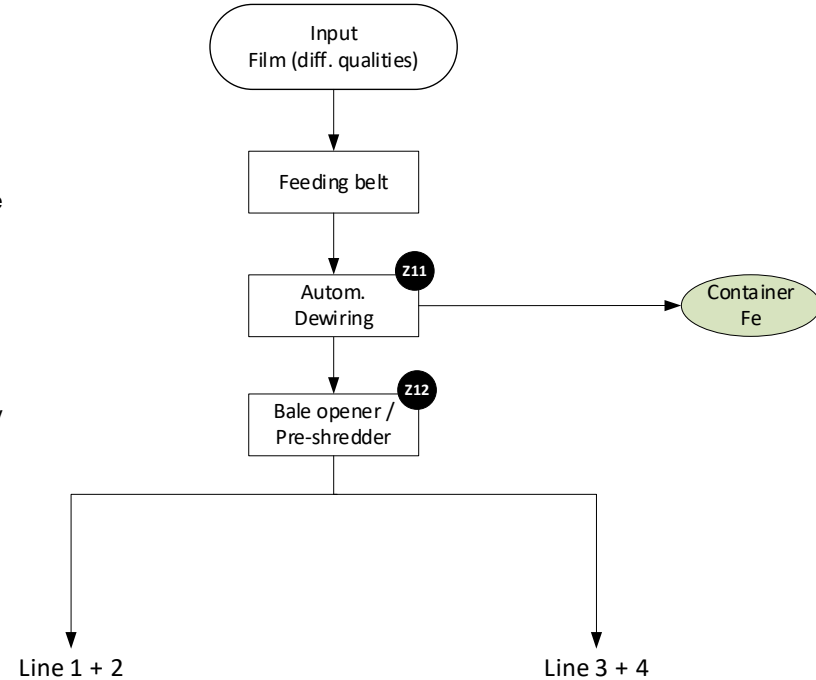 Input
Film (diff. qualities)
Feeding belt
Z11
Autom.
Dewiring
Container
Fe
Z12
Bale opener /
Pre-shredder
Line 1 + 2
Line 3 + 4